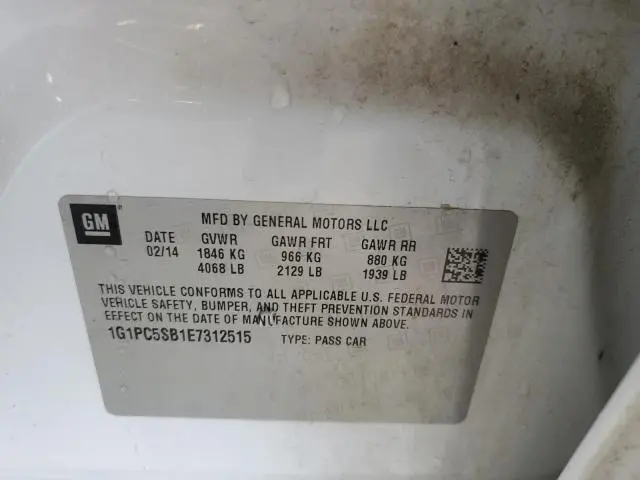 GM
MFD BY GENERAL MOTORS LLC
DATE GVWR GAWR FRT GAWR RR
02/14 1846 KG 966 KG 880 KG
4068 LB 2129 LB 1939 LB
THIS VEHICLE CONFORMS TO ALL APPLICABLE U.S. FEDERAL MOTOR
VEHICLE SAFETY, BUMPER, AND THEFT PREVENTION STANDARDS IN
EFFECT ON THE DATE OF MANUFACTURE SHOWN ABOVE.
1G1PC5SB1E7312515 TYPE: PASS CAR